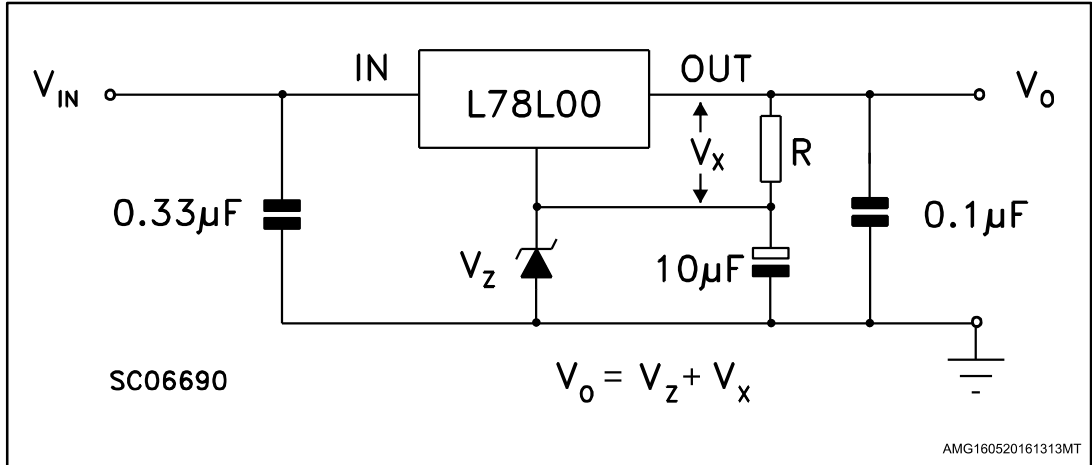 V_IN
IN
L78L00
OUT
V_O
V_X
R
0.33µF
V_Z
10µF
0.1µF
SC06690
V_O = V_Z + V_X
AMG160520161313MT